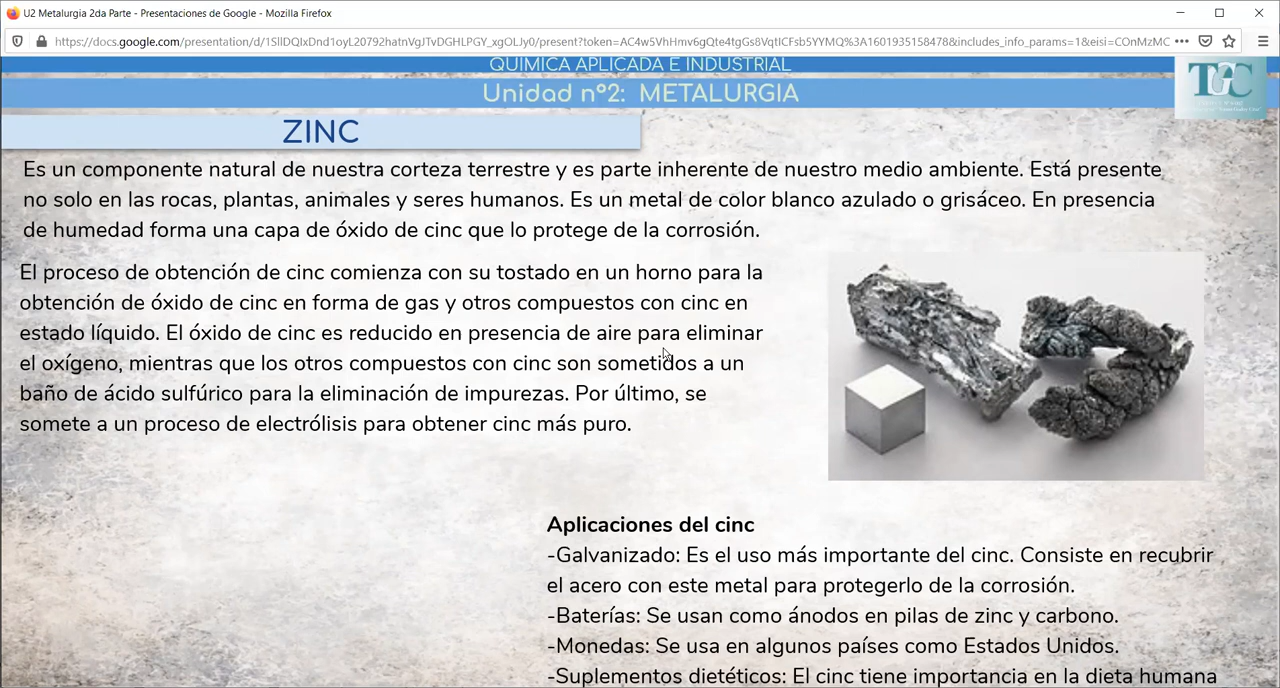 U2 Metalurgia 2da Parte - Presentaciones de Google - Mozilla Firefox
https://docs.google.com/presentation/d/1SllDQIxDnd1oyL20792hatnVgJTvDGHLPGY_xgOLJy0/present?token=AC4w5VhHmv6gQte4tgGs8VqtICFsb5YYMQ%3A1601935158478&includes_info_params=1&eisi=COnMzMC
QUÍMICA APLICADA E INDUSTRIAL
Unidad nº2: METALURGIA
TGC
ZINC
Es un componente natural de nuestra corteza terrestre y es parte inherente de nuestro medio ambiente. Está presente
no solo en las rocas, plantas, animales y seres humanos. Es un metal de color blanco azulado o grisáceo. En presencia
de humedad forma una capa de óxido de cinc que lo protege de la corrosión.
El proceso de obtención de cinc comienza con su tostado en un horno para la
obtención de óxido de cinc en forma de gas y otros compuestos con cinc en
estado líquido. El óxido de cinc es reducido en presencia de aire para eliminar
el oxígeno, mientras que los otros compuestos con cinc son sometidos a un
baño de ácido sulfúrico para la eliminación de impurezas. Por último, se
somete a un proceso de electrólisis para obtener cinc más puro.
Aplicaciones del cinc
-Galvanizado: Es el uso más importante del cinc. Consiste en recubrir
el acero con este metal para protegerlo de la corrosión.
-Baterías: Se usan como ánodos en pilas de zinc y carbono.
-Monedas: Se usa en algunos países como Estados Unidos.
-Suplementos dietéticos: El cinc tiene importancia en la dieta humana